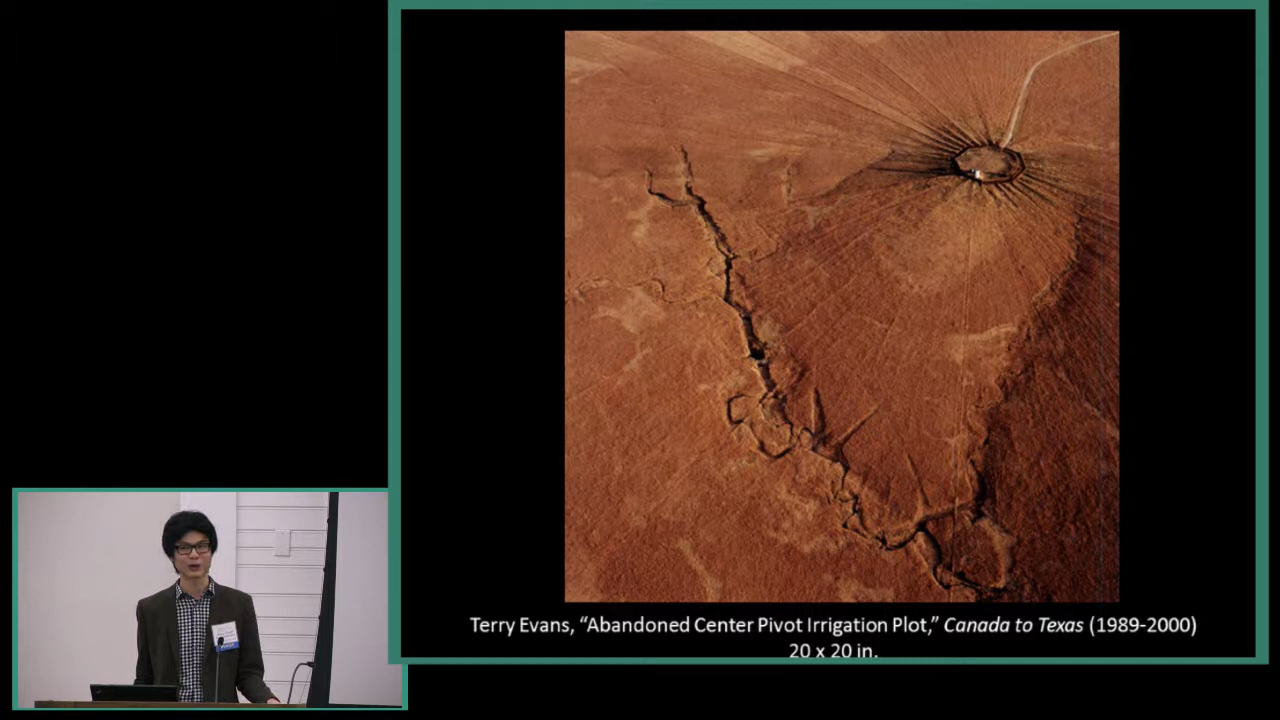 Terry Evans, “Abandoned Center Pivot Irrigation Plot,” Canada to Texas (1989-2000)
20 x 20 in.